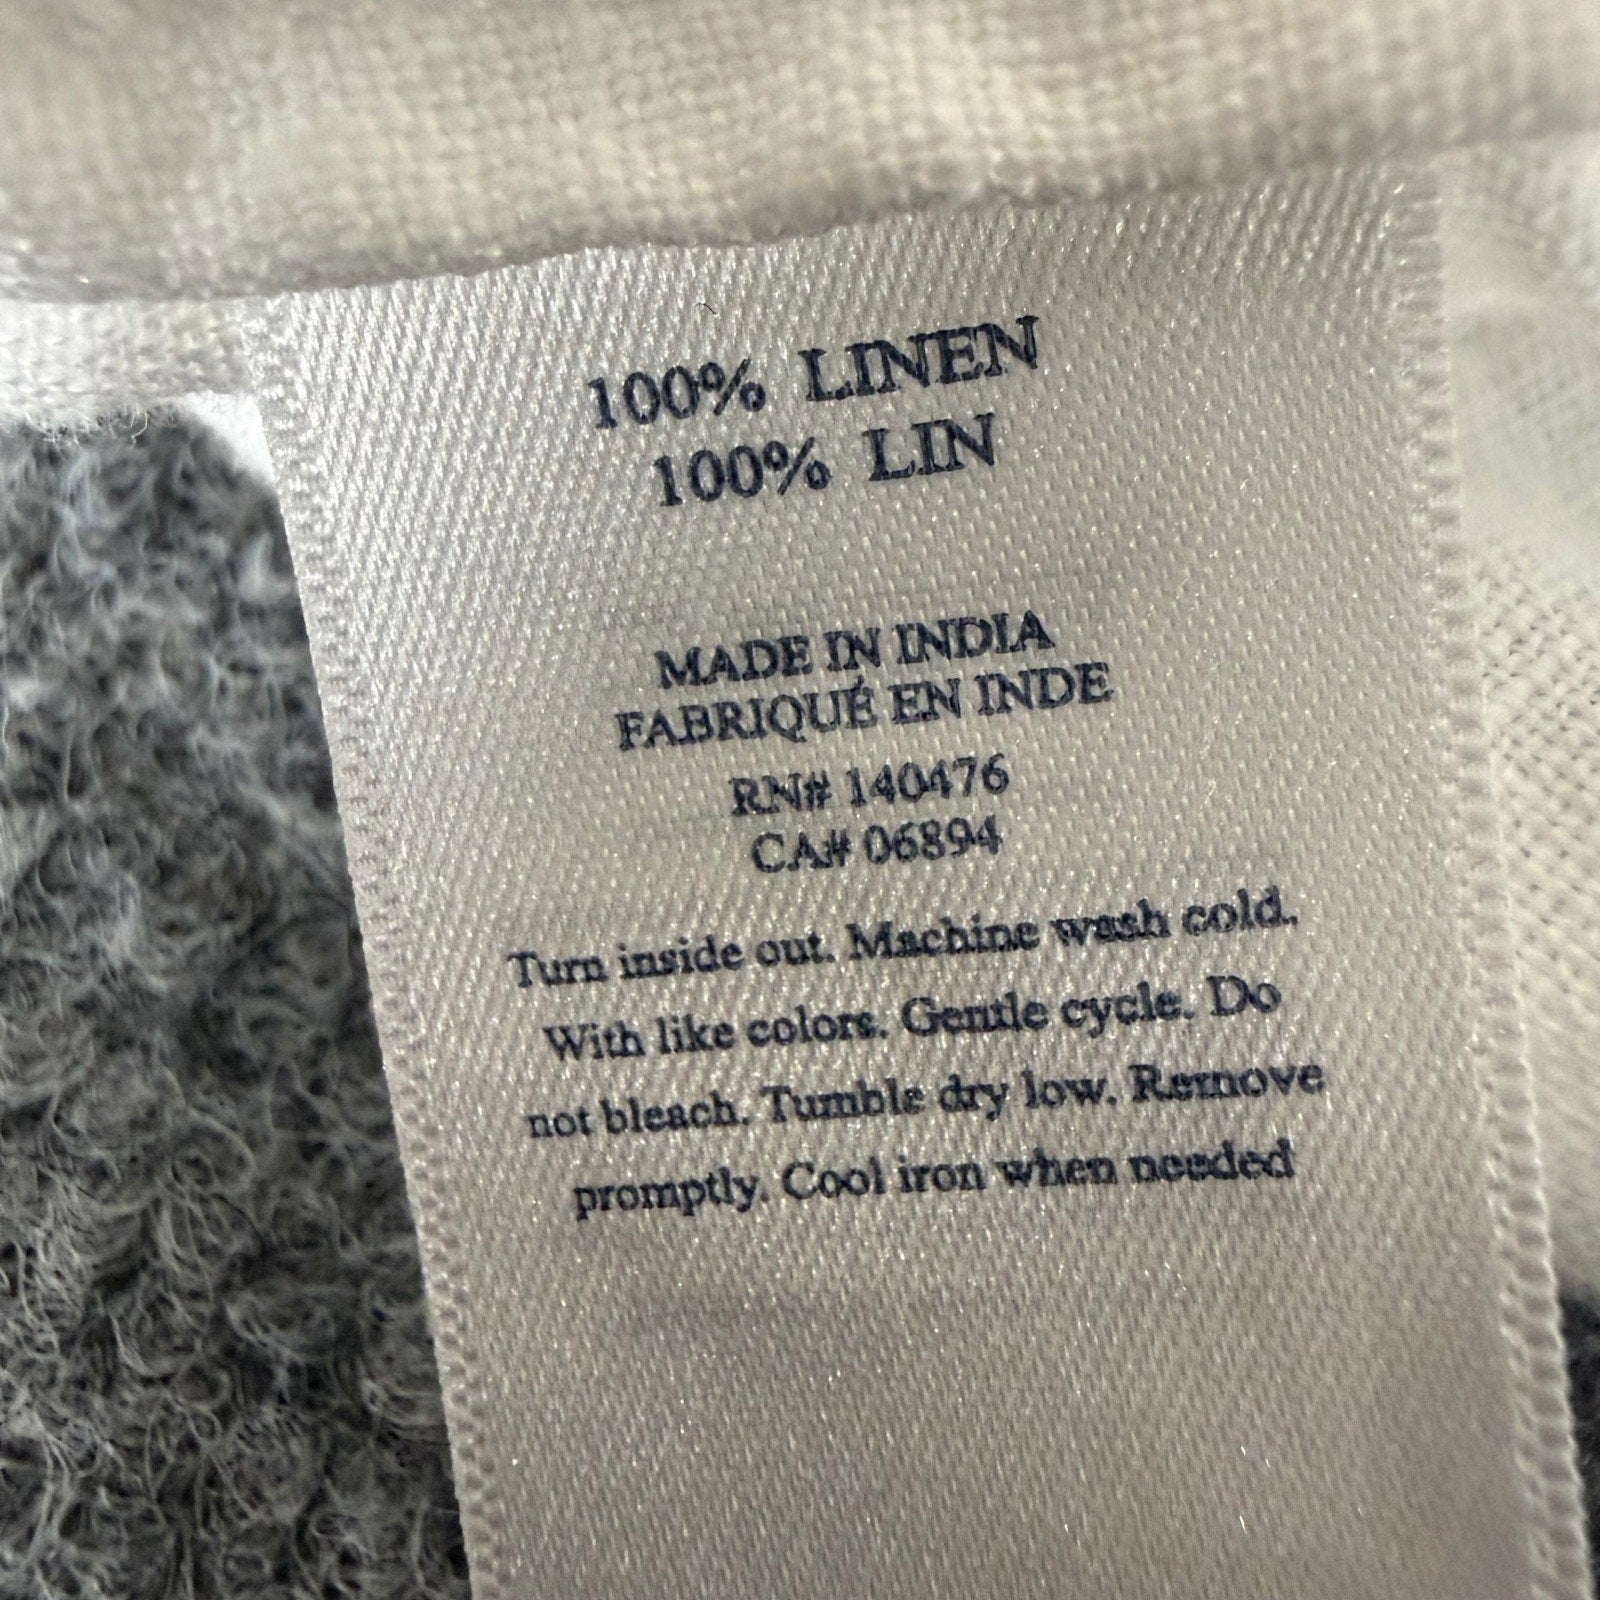 100% LINEN
100% LIN
MADE IN INDIA
FABRIQUÉ EN INDE
RN# 140476
CA# 06894
Turn inside out. Machine wash cold.
With like colors. Gentle cycle. Do
not bleach. Tumble dry low. Remove
promptly. Cool iron when needed